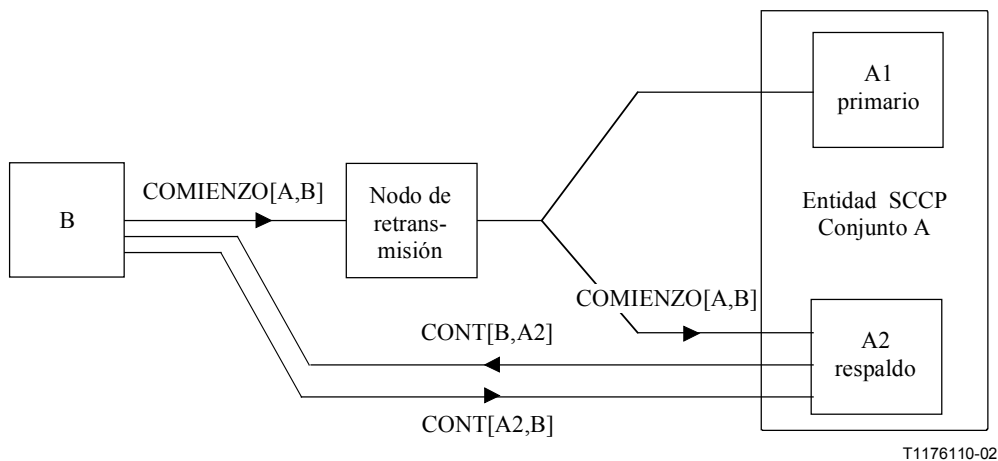 A1
primario
COMIENZO[A,B]
B
Nodo de
retrans-
misión
Entidad SCCP
Conjunto A
COMIENZO[A,B]
CONT[B,A2]
A2
respaldo
CONT[A2,B]
T1176110-02